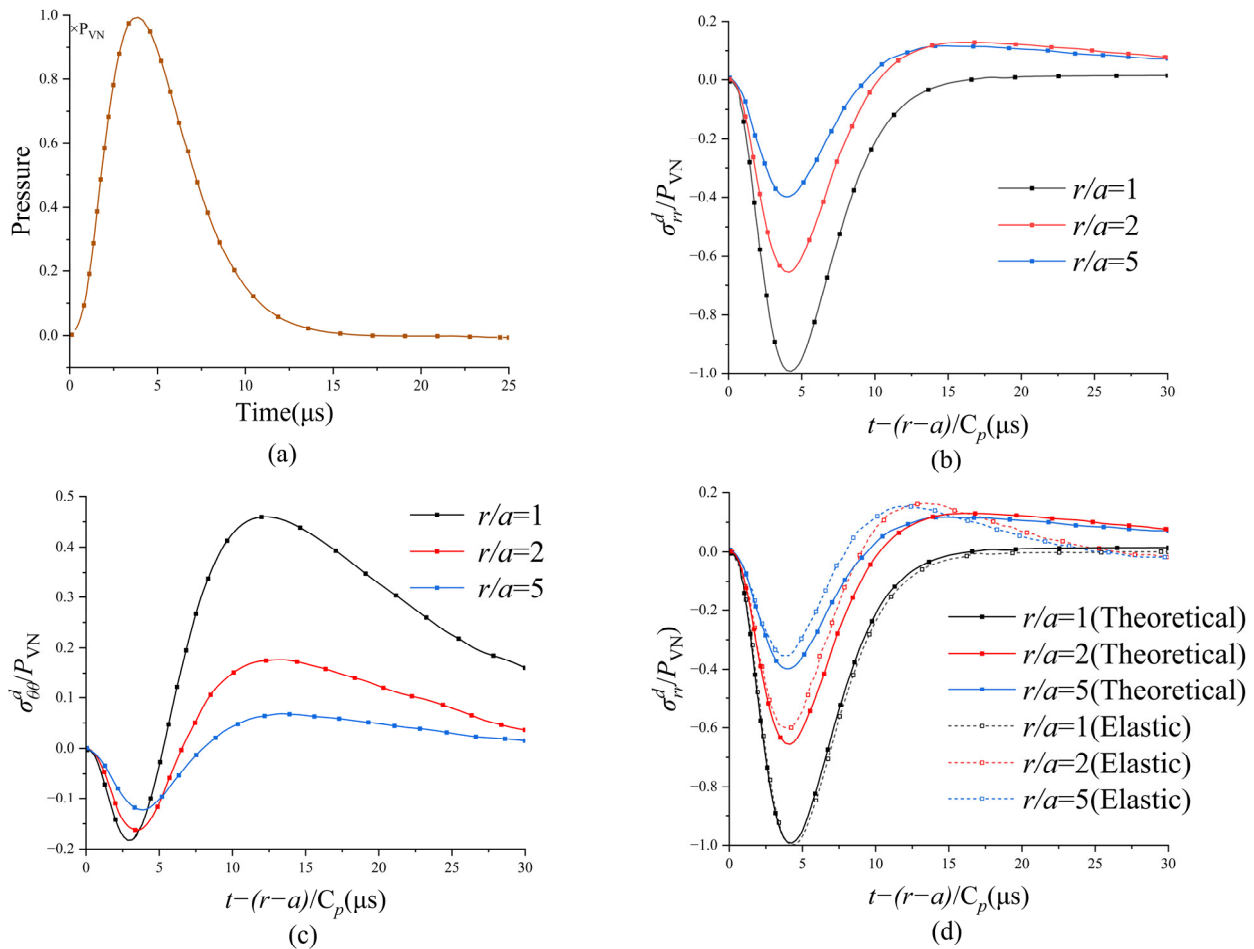 ×P_VN
1.0
0.8
0.6
0.4
0.2
0.0
Pressure
0 5 10 15 20 25
Time(μs)
(a)
0.2
0.0
−0.2
−0.4
−0.6
−0.8
−1.0
σ^d_rr/P_VN
r/a=1
r/a=2
r/a=5
0 5 10 15 20 25 30
t−(r−a)/C_p(μs)
(b)
0.5
0.4
0.3
0.2
0.1
0.0
−0.1
−0.2
σ^d_θθ/P_VN
r/a=1
r/a=2
r/a=5
0 5 10 15 20 25 30
t−(r−a)/C_p(μs)
(c)
0.2
0.0
−0.2
−0.4
−0.6
−0.8
−1.0
σ^d_rr/P_VN)
r/a=1(Theoretical)
r/a=2(Theoretical)
r/a=5(Theoretical)
r/a=1(Elastic)
r/a=2(Elastic)
r/a=5(Elastic)
0 5 10 15 20 25 30
t−(r−a)/C_p(μs)
(d)